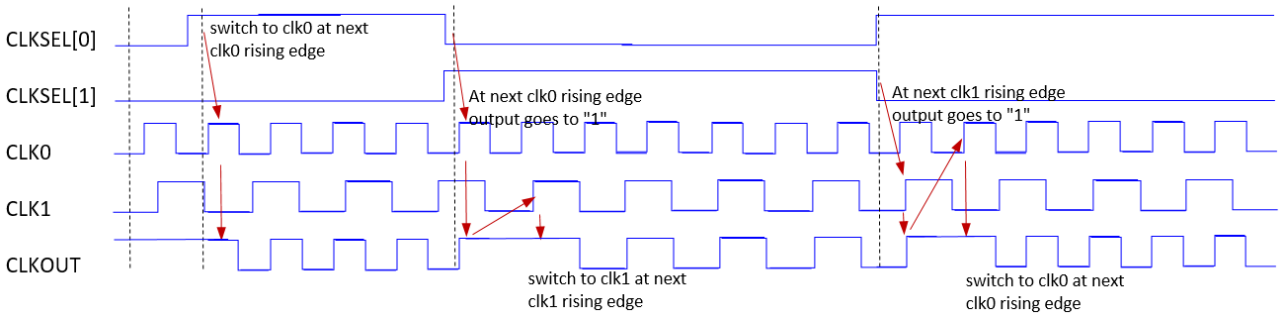 CLKSEL[0]
switch to clk0 at next
clk0 rising edge
CLKSEL[1]
At next clk0 rising edge
output goes to "1"
At next clk1 rising edge
output goes to "1"
CLK0
CLK1
CLKOUT
switch to clk1 at next
clk1 rising edge
switch to clk0 at next
clk0 rising edge